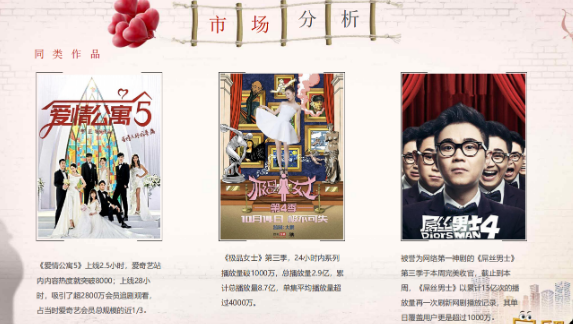 市场分析
同类作品
爱情公寓5
极品女士
第4季
屌丝男士4
DIORS MAN
《爱情公寓5》上线2.5小时，爱奇艺站
内内容热度就突破8000；上线28小
时，吸引了超2800万会员追剧观看，
占当时爱奇艺会员总规模的近1/3。
《极品女士》第三季，24小时内系列
播放量破1000万，总播放量2.9亿，累
计总播放量8.7亿，单集平均播放量超
过4000万。
被誉为网络第一神剧的《屌丝男士》
第三季于本周完美收官，截止到本
周，《屌丝男士》以累计15亿次的播
放量再一次刷新网剧播放记录，其单
日覆盖用户更是超过1000万。